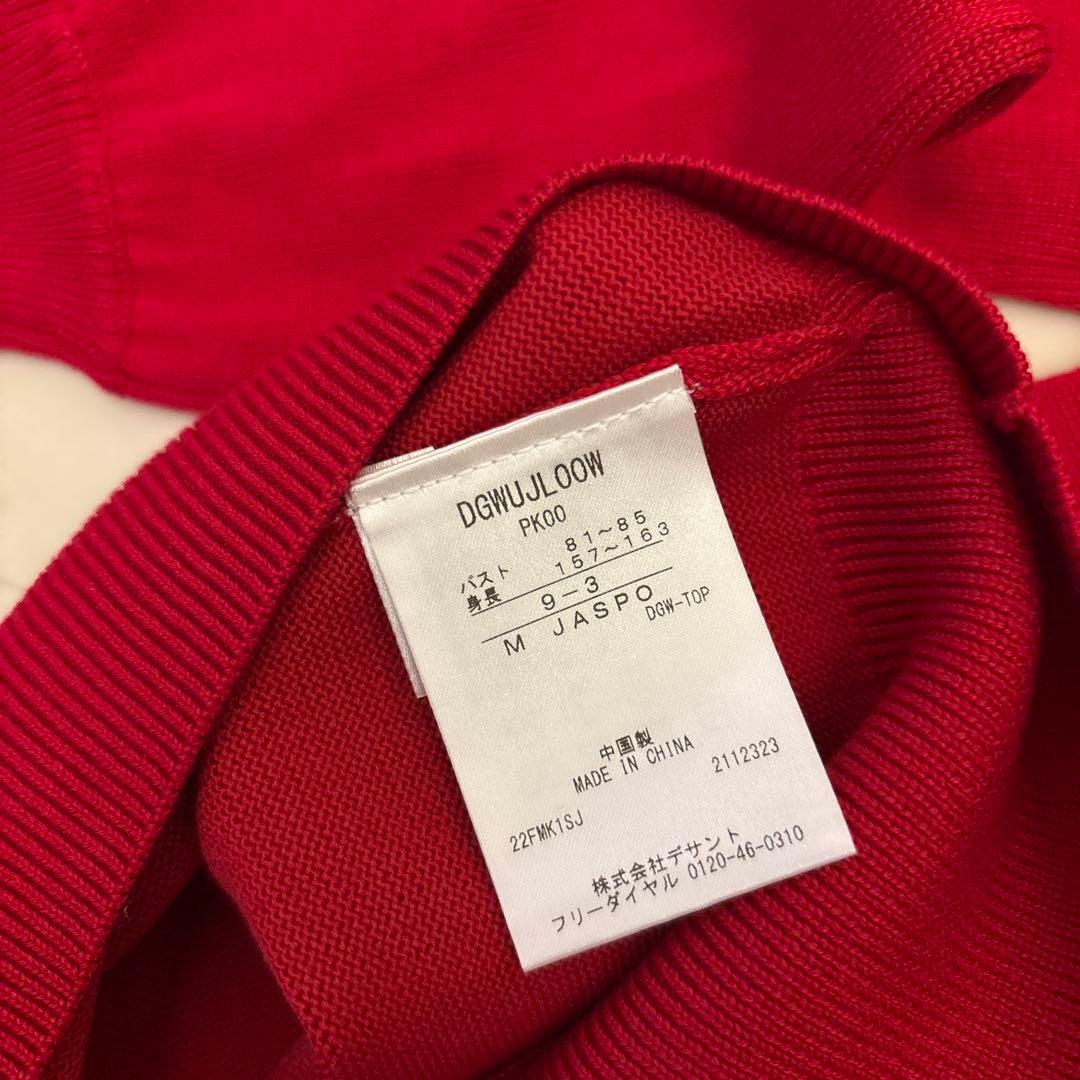 DGWUJL00W
PK00
バスト 81~85
身長 157~163
9-3
M JASPO
DGW-TOP
中国製
MADE IN CHINA
2112323
22FMK1SJ
株式会社デサント
フリーダイヤル 0120-46-0310